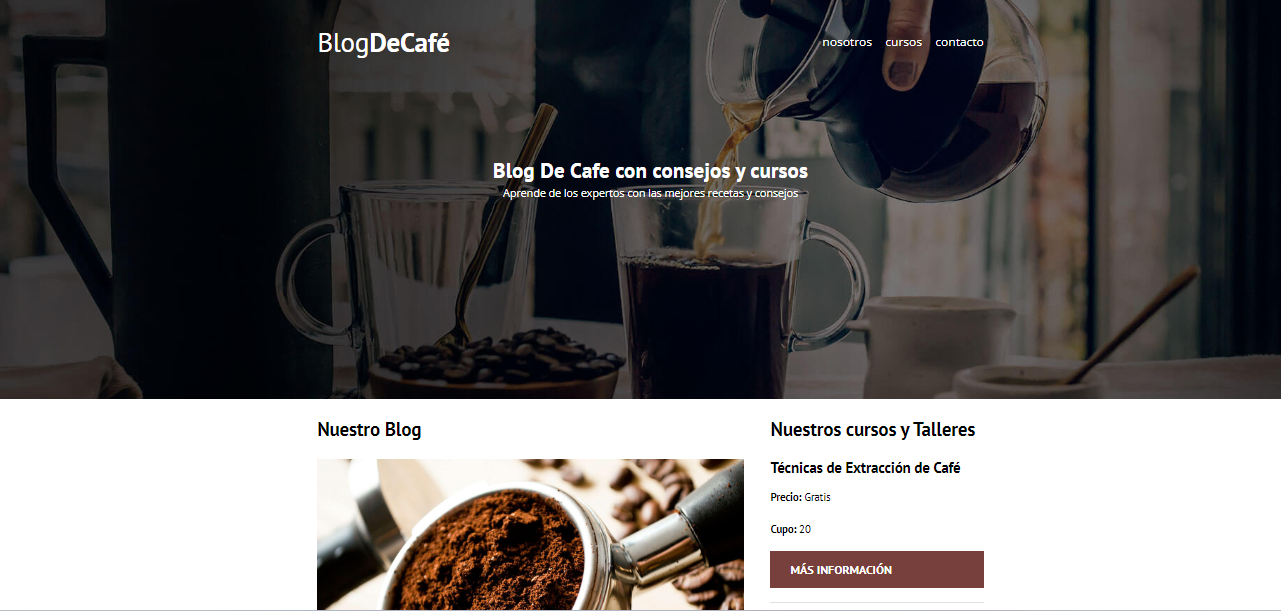 BlogDeCafé
nosotros cursos contacto
Blog De Cafe con consejos y cursos
Aprende de los expertos con las mejores recetas y consejos
Nuestro Blog
Nuestros cursos y Talleres
Técnicas de Extracción de Café
Precio: Gratis
Cupo: 20
MÁS INFORMACIÓN